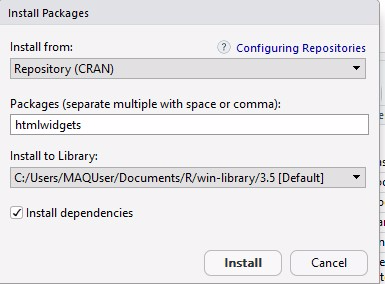 Install Packages
Install from:
? Configuring Repositories
Repository (CRAN)
Packages (separate multiple with space or comma):
htmlwidgets
Install to Library:
C:/Users/MAQUser/Documents/R/win-library/3.5 [Default]
Install dependencies
Install
Cancel